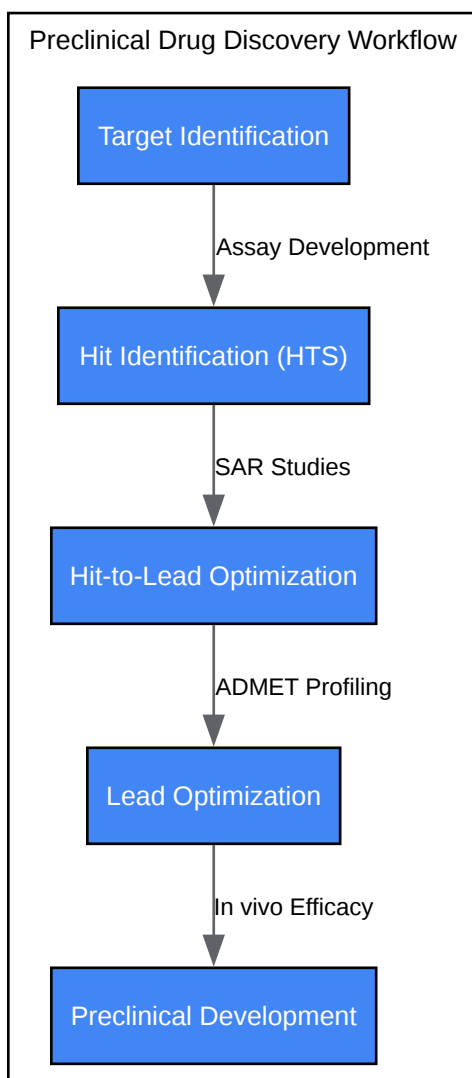 Preclinical Drug Discovery Workflow
Target Identification
Assay Development
Hit Identification (HTS)
SAR Studies
Hit-to-Lead Optimization
ADMET Profiling
Lead Optimization
In vivo Efficacy
Preclinical Development